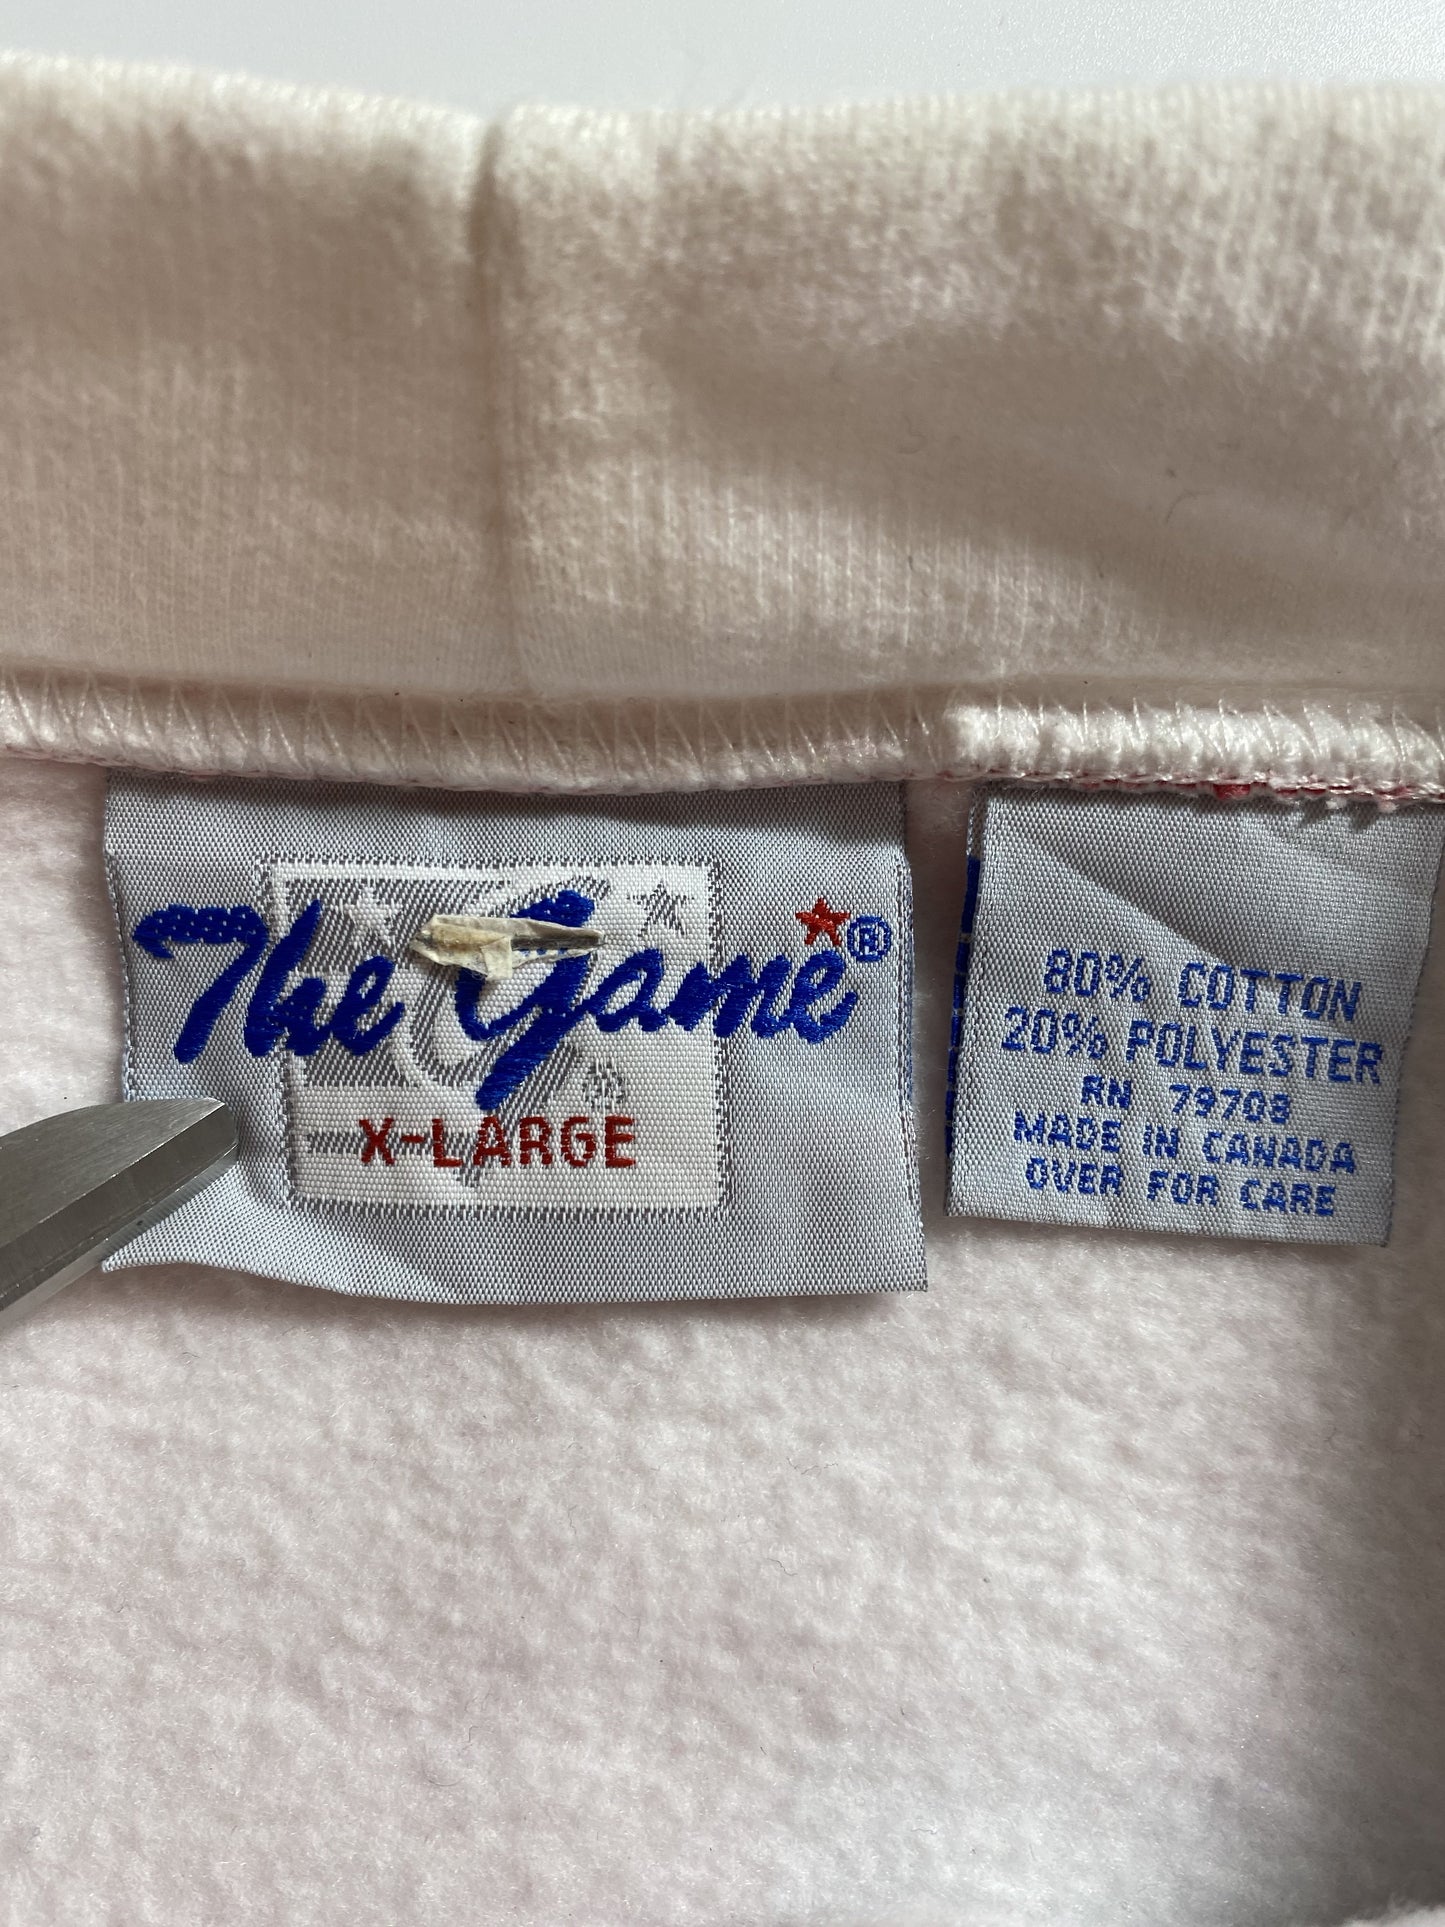 The Game®
X-LARGE
80% COTTON
20% POLYESTER
RN 79708
MADE IN CANADA
OVER FOR CARE